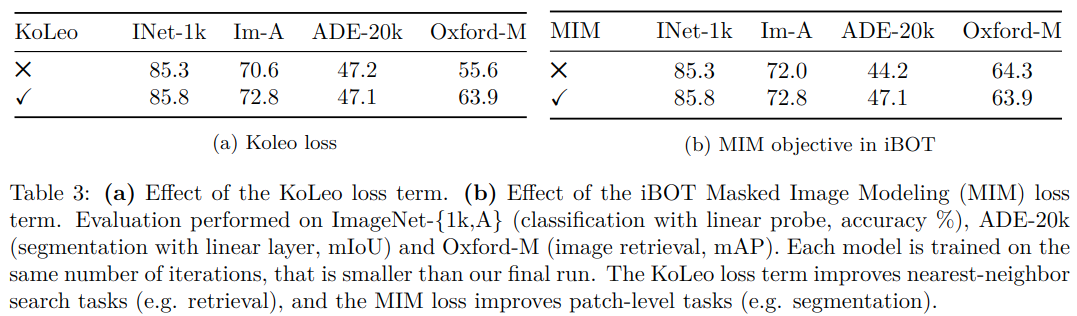 KoLeo INet-1k Im-A ADE-20k Oxford-M
✕ 85.3 70.6 47.2 55.6
✓ 85.8 72.8 47.1 63.9
(a) Koleo loss
MIM INet-1k Im-A ADE-20k Oxford-M
✕ 85.3 72.0 44.2 64.3
✓ 85.8 72.8 47.1 63.9
(b) MIM objective in iBOT
Table 3: (a) Effect of the KoLeo loss term. (b) Effect of the iBOT Masked Image Modeling (MIM) loss
term. Evaluation performed on ImageNet-{1k,A} (classification with linear probe, accuracy %), ADE-20k
(segmentation with linear layer, mIoU) and Oxford-M (image retrieval, mAP). Each model is trained on the
same number of iterations, that is smaller than our final run. The KoLeo loss term improves nearest-neighbor
search tasks (e.g. retrieval), and the MIM loss improves patch-level tasks (e.g. segmentation).